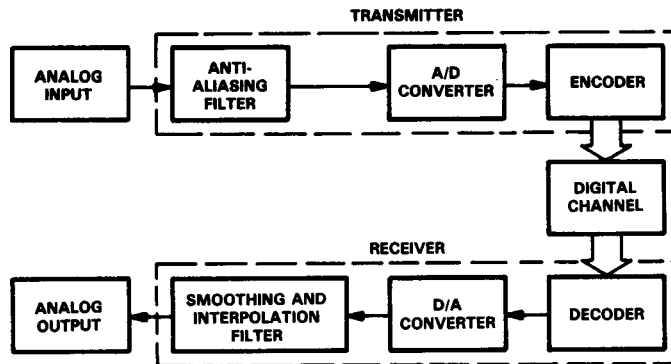 TRANSMITTER
ANALOG
INPUT
ANTI-
ALIASING
FILTER
A/D
CONVERTER
ENCODER
DIGITAL
CHANNEL
RECEIVER
DECODER
D/A
CONVERTER
SMOOTHING AND
INTERPOLATION
FILTER
ANALOG
OUTPUT